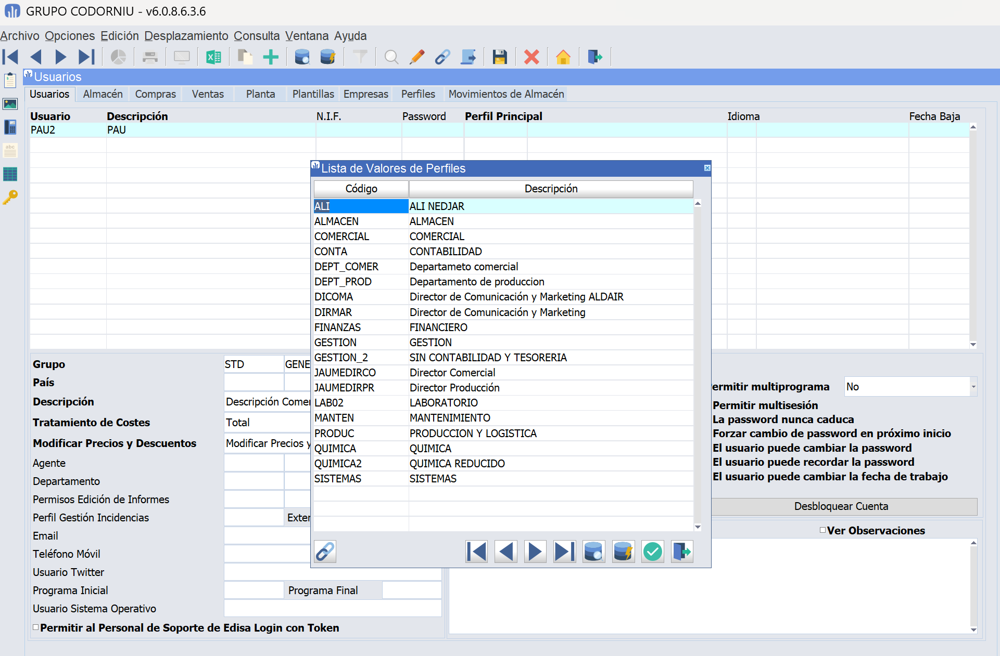 GRUPO CODORNIU - v6.0.8.6.3.6
Archivo Opciones Edición Desplazamiento Consulta Ventana Ayuda
Usuarios
Usuarios Almacén Compras Ventas Planta Plantillas Empresas Perfiles Movimientos de Almacén
Usuario Descripción N.I.F. Password Perfil Principal Idioma Fecha Baja
PAU2 PAU
Lista de Valores de Perfiles
Código Descripción
ALI ALI NEDJAR
ALMACEN ALMACEN
COMERCIAL COMERCIAL
CONTA CONTABILIDAD
DEPT_COMER Departameto comercial
DEPT_PROD Departamento de produccion
DICOMA Director de Comunicación y Marketing ALDAIR
DIRMAR Director de Comunicación y Marketing
FINANZAS FINANCIERO
GESTION GESTION
GESTION_2 SIN CONTABILIDAD Y TESORERIA
JAUMEDIRCO Director Comercial
JAUMEDIRPR Director Producción
LAB02 LABORATORIO
MANTEN MANTENIMIENTO
PRODUC PRODUCCION Y LOGISTICA
QUIMICA QUIMICA
QUIMICA2 QUIMICA REDUCIDO
SISTEMAS SISTEMAS
Grupo STD GENE
País
Descripción Descripción Comer
Tratamiento de Costes Total
Modificar Precios y Descuentos Modificar Precios y
Agente
Departamento
Permisos Edición de Informes
Perfil Gestión Incidencias Exter
Email
Teléfono Móvil
Usuario Twitter
Programa Inicial Programa Final
Usuario Sistema Operativo
Permitir al Personal de Soporte de Edisa Login con Token
ermitir multiprograma No
Permitir multisesión
La password nunca caduca
Forzar cambio de password en próximo inicio
El usuario puede cambiar la password
El usuario puede recordar la password
El usuario puede cambiar la fecha de trabajo
Desbloquear Cuenta
Ver Observaciones
abc